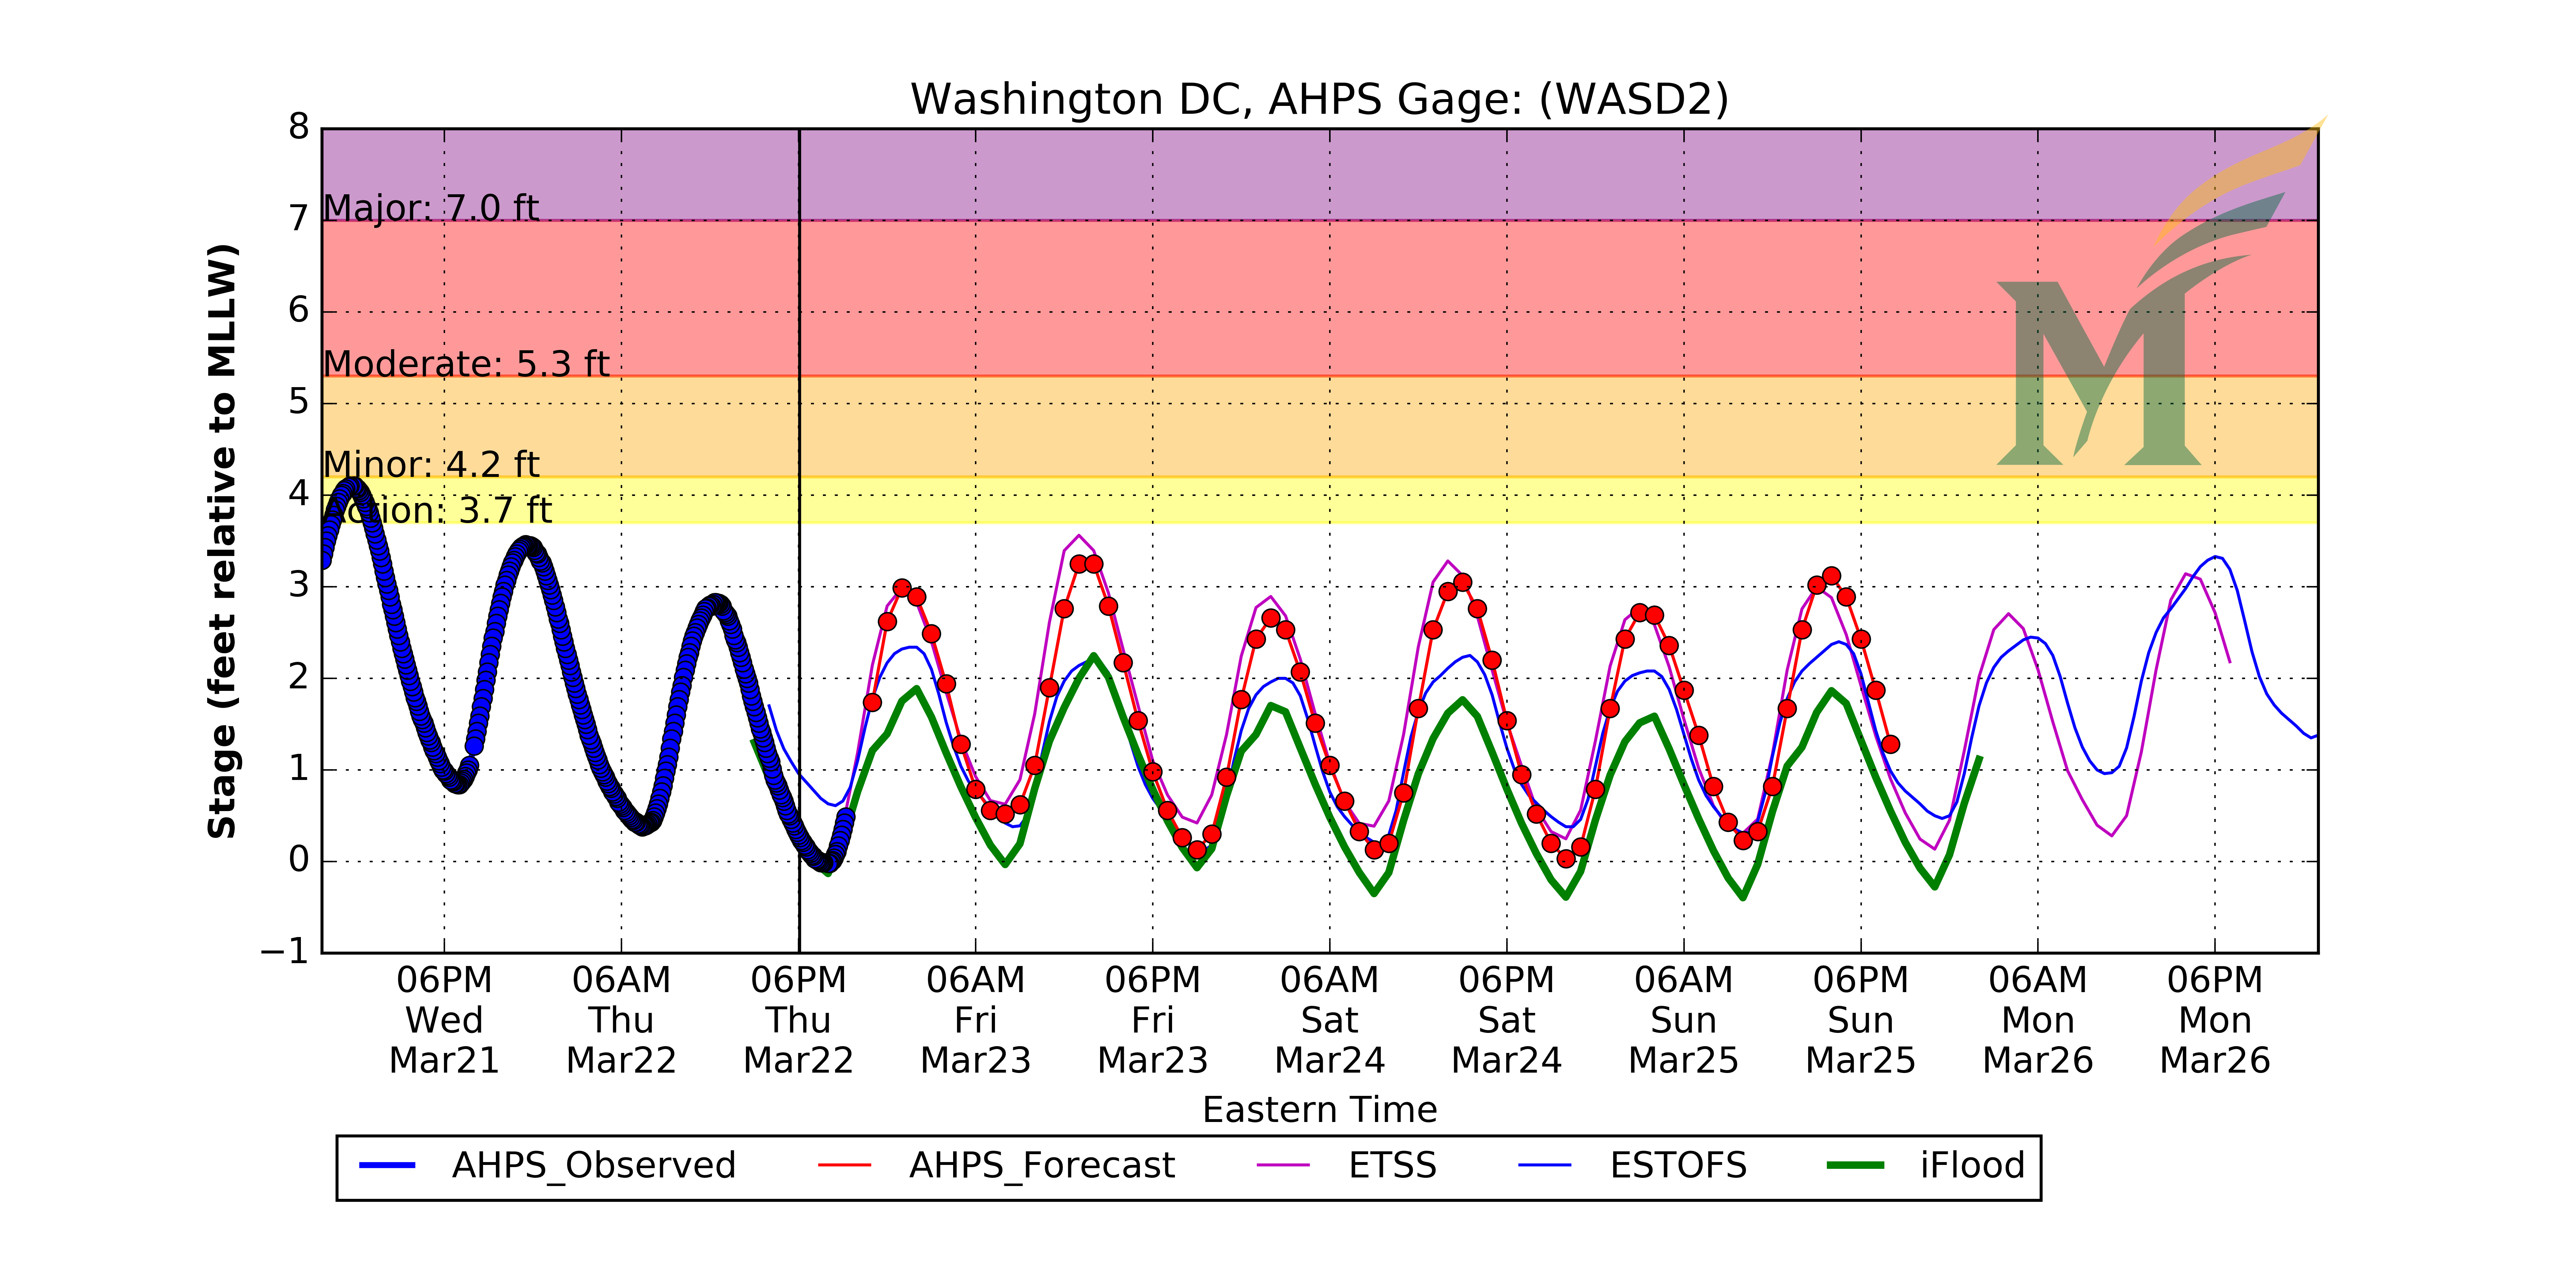 Washington DC, AHPS Gage: (WASD2)
8
7
6
5
4
3
2
1
0
−1
Stage (feet relative to MLLW)
Major: 7.0 ft
Moderate: 5.3 ft
Minor: 4.2 ft
Action: 3.7 ft
06PM Wed Mar21
06AM Thu Mar22
06PM Thu Mar22
06AM Fri Mar23
06PM Fri Mar23
06AM Sat Mar24
06PM Sat Mar24
06AM Sun Mar25
06PM Sun Mar25
06AM Mon Mar26
06PM Mon Mar26
Eastern Time
AHPS_Observed AHPS_Forecast ETSS ESTOFS iFlood
M